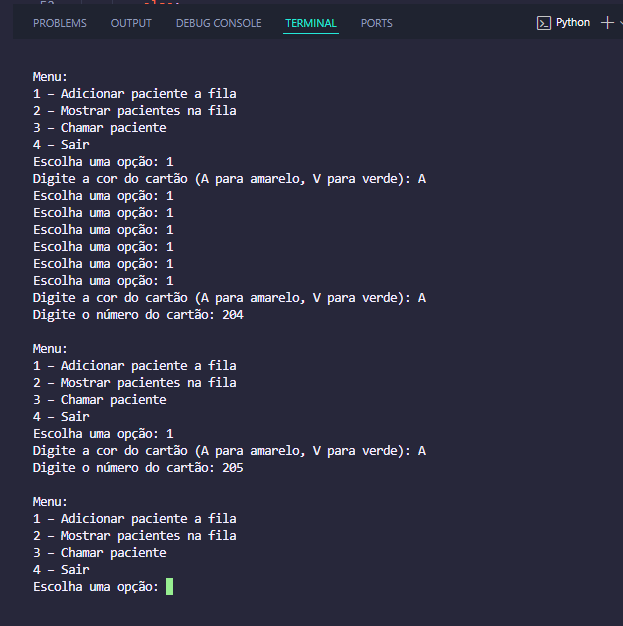 PROBLEMS OUTPUT DEBUG CONSOLE TERMINAL PORTS Python
Menu:
1 – Adicionar paciente a fila
2 – Mostrar pacientes na fila
3 – Chamar paciente
4 – Sair
Escolha uma opção: 1
Digite a cor do cartão (A para amarelo, V para verde): A
Escolha uma opção: 1
Escolha uma opção: 1
Escolha uma opção: 1
Escolha uma opção: 1
Escolha uma opção: 1
Escolha uma opção: 1
Digite a cor do cartão (A para amarelo, V para verde): A
Digite o número do cartão: 204
Menu:
1 – Adicionar paciente a fila
2 – Mostrar pacientes na fila
3 – Chamar paciente
4 – Sair
Escolha uma opção: 1
Digite a cor do cartão (A para amarelo, V para verde): A
Digite o número do cartão: 205
Menu:
1 – Adicionar paciente a fila
2 – Mostrar pacientes na fila
3 – Chamar paciente
4 – Sair
Escolha uma opção: